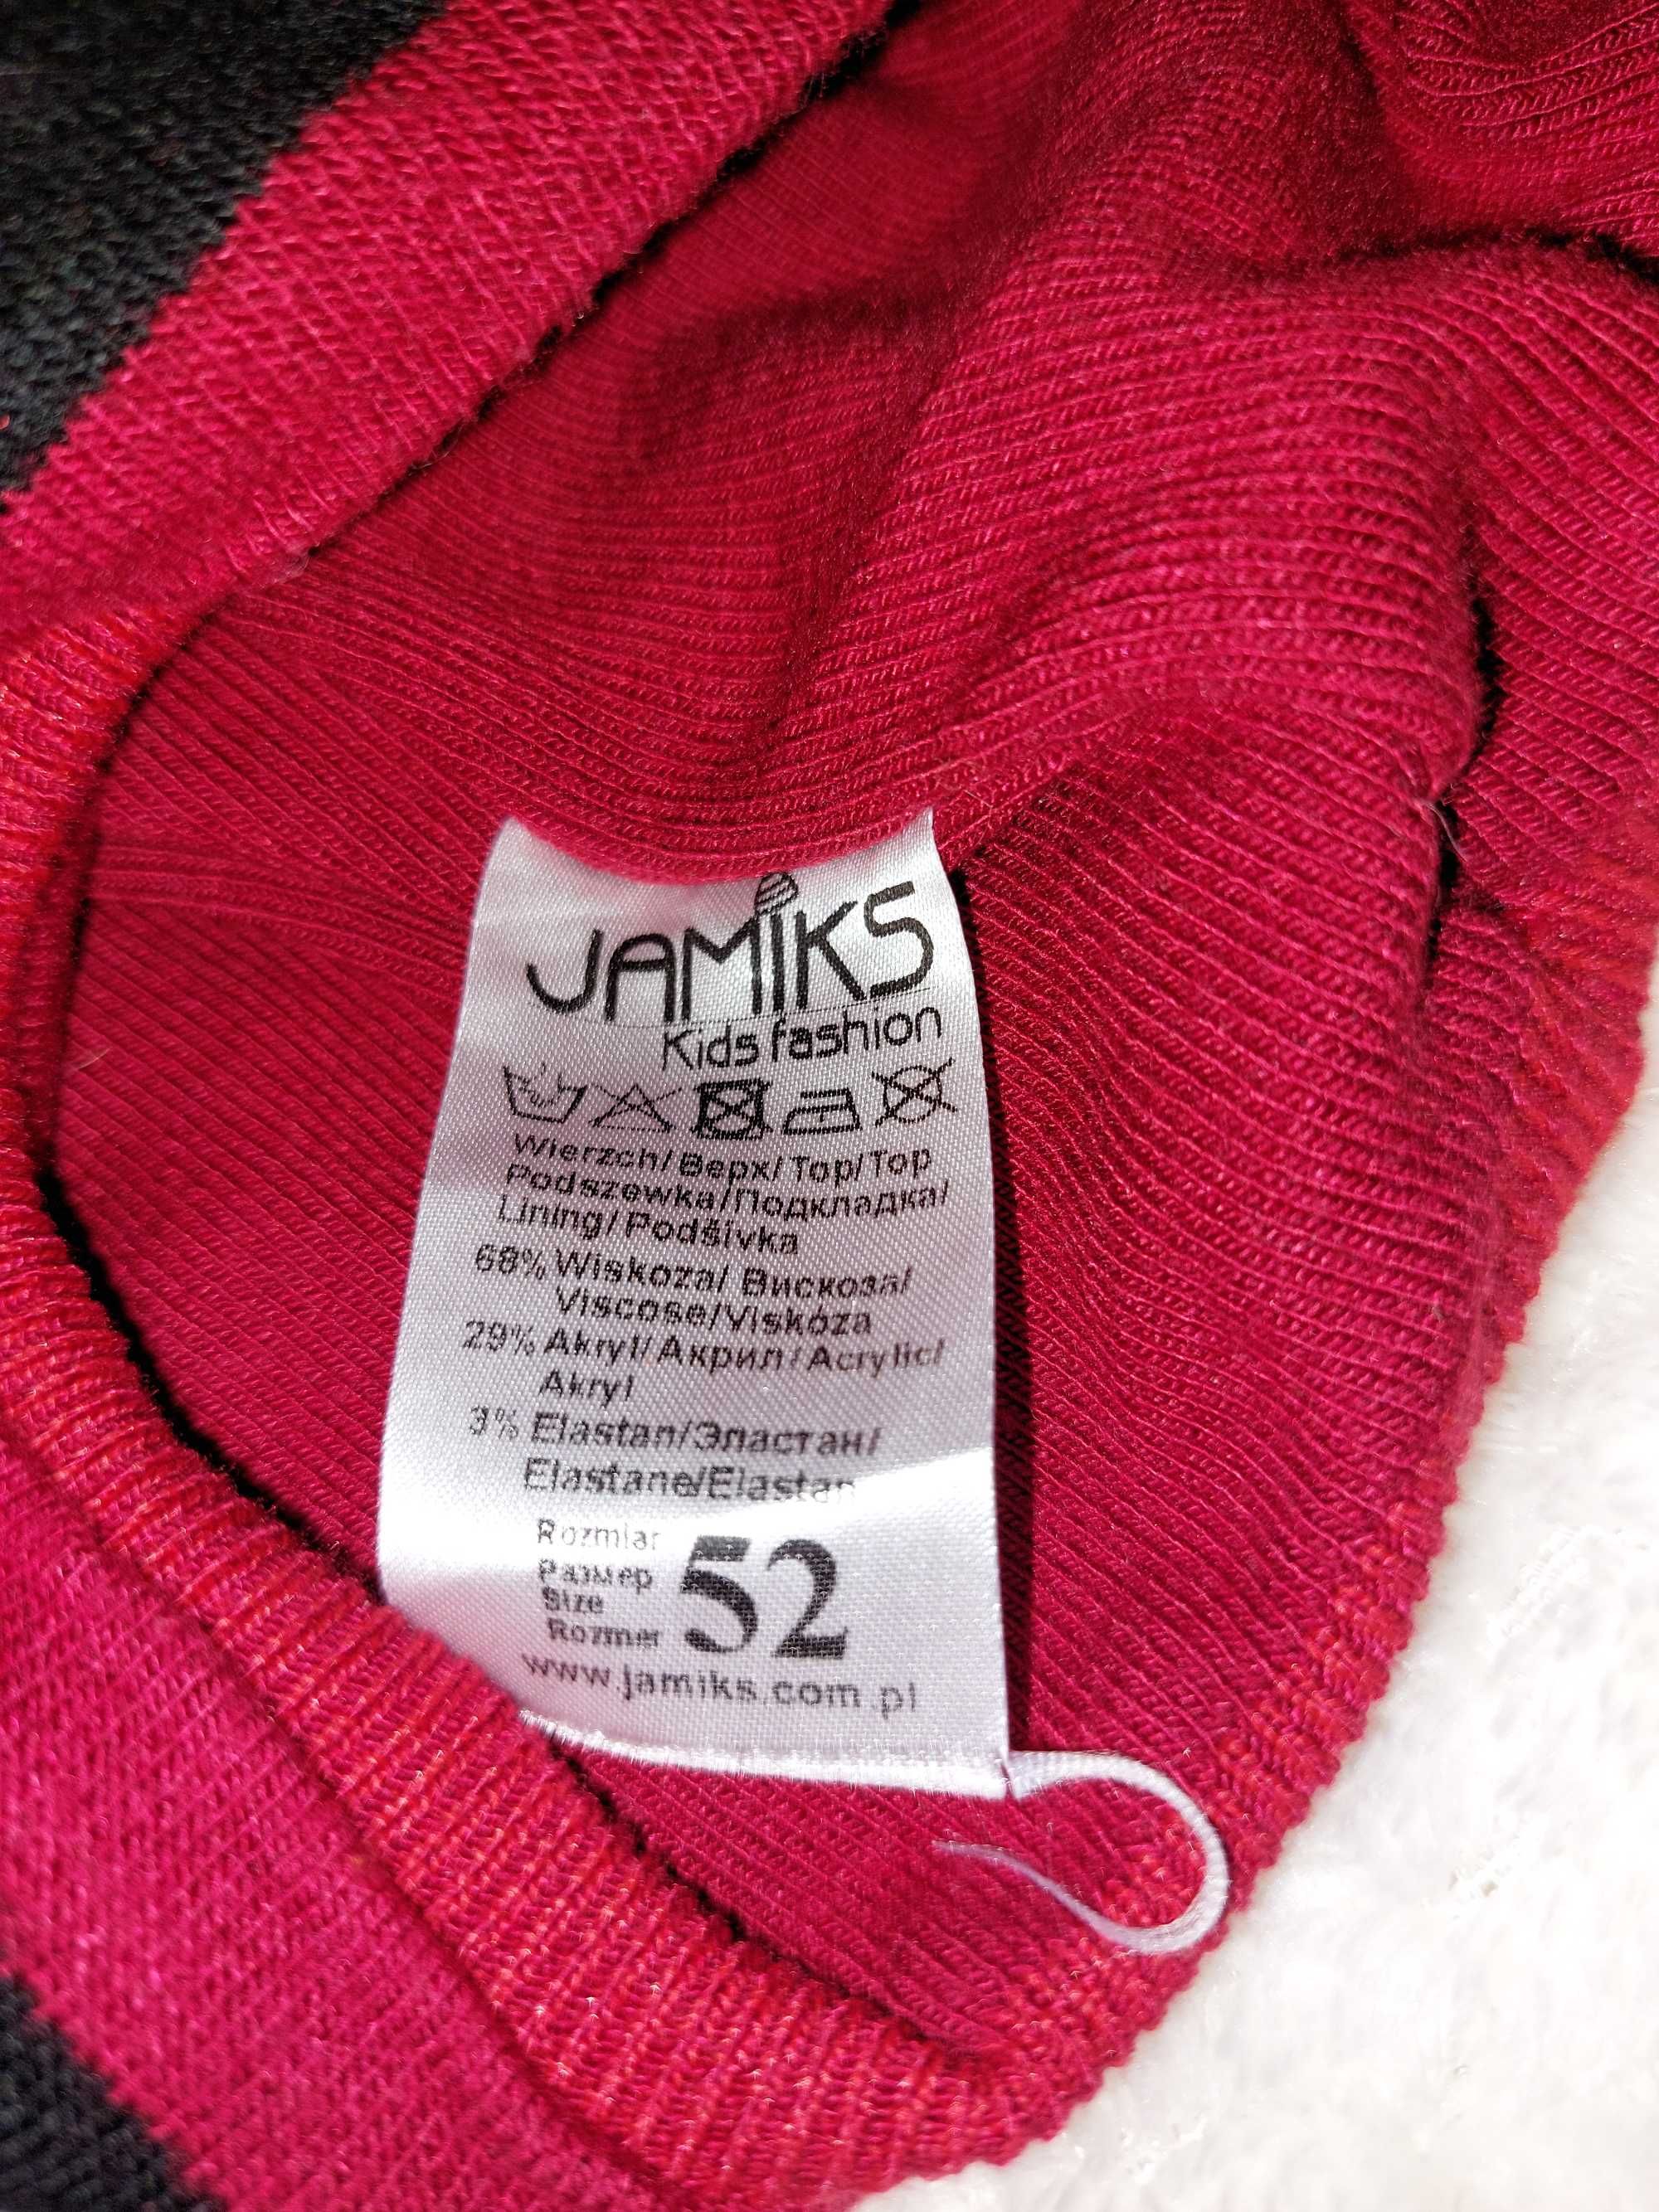 JAMIKS
Kids fashion
Wierzch/Верх/Top/Top
Podszewka/Подкладка/
Lining/Podšívka
68% Wiskoza/ Вискоза/
Viscose/Viskóza
29% Akryl/Акрил/Acrylic/
Akryl
3% Elastan/Эластан/
Elastane/Elastan
Rozmiar
Размер
Size
Rozmer
52
www.jamiks.com.pl